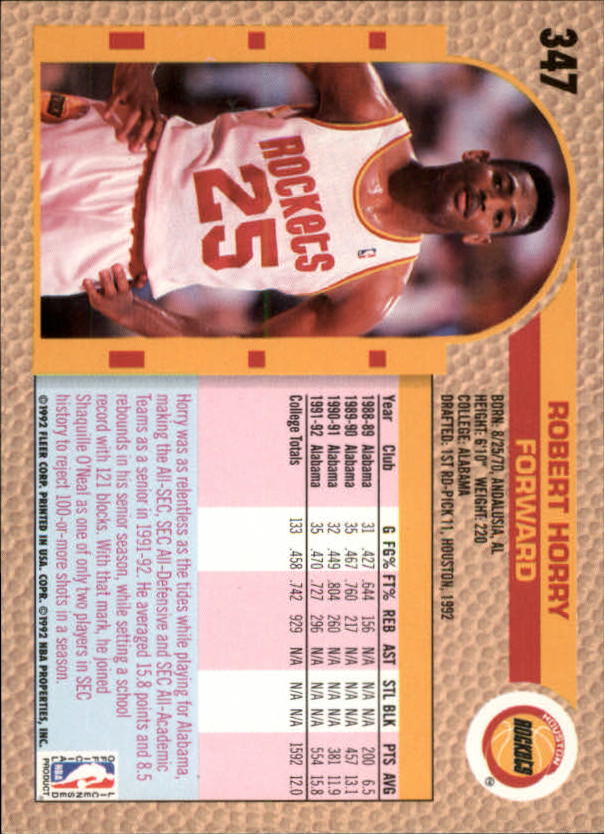 347
ROBERT HORRY
FORWARD
BORN: 8/25/70, ANDALUSIA, AL
HEIGHT: 6'10" WEIGHT: 220
COLLEGE: ALABAMA
DRAFTED: 1ST RD-PICK 11, HOUSTON, 1992
HOUSTON
ROCKETS
ROCKETS
25
Year Club G FG% FT% REB AST STL BLK PTS AVG
1988-89 Alabama 31 .427 .644 156 N/A N/A N/A 200 6.5
1989-90 Alabama 35 .467 .760 217 N/A N/A N/A 457 13.1
1990-91 Alabama 32 .449 .804 260 N/A N/A N/A 381 11.9
1991-92 Alabama 35 .470 .727 296 N/A N/A N/A 554 15.8
College Totals 133 .458 .742 929 N/A N/A N/A 1592 12.0
Horry was as relentless as the tides while playing for Alabama,
making the All-SEC, SEC All-Defensive and SEC All-Academic
Teams as a senior in 1991-92. He averaged 15.8 points and 8.5
rebounds in his senior season, while setting a school
record with 121 blocks. With that mark, he joined
Shaquille O'Neal as one of only two players in SEC
history to reject 100-or-more shots in a season.
©1992 FLEER CORP. PRINTED IN USA. COPR. ©1992 NBA PROPERTIES, INC.
OFFICIAL
LICENSED
NBA
PRODUCT